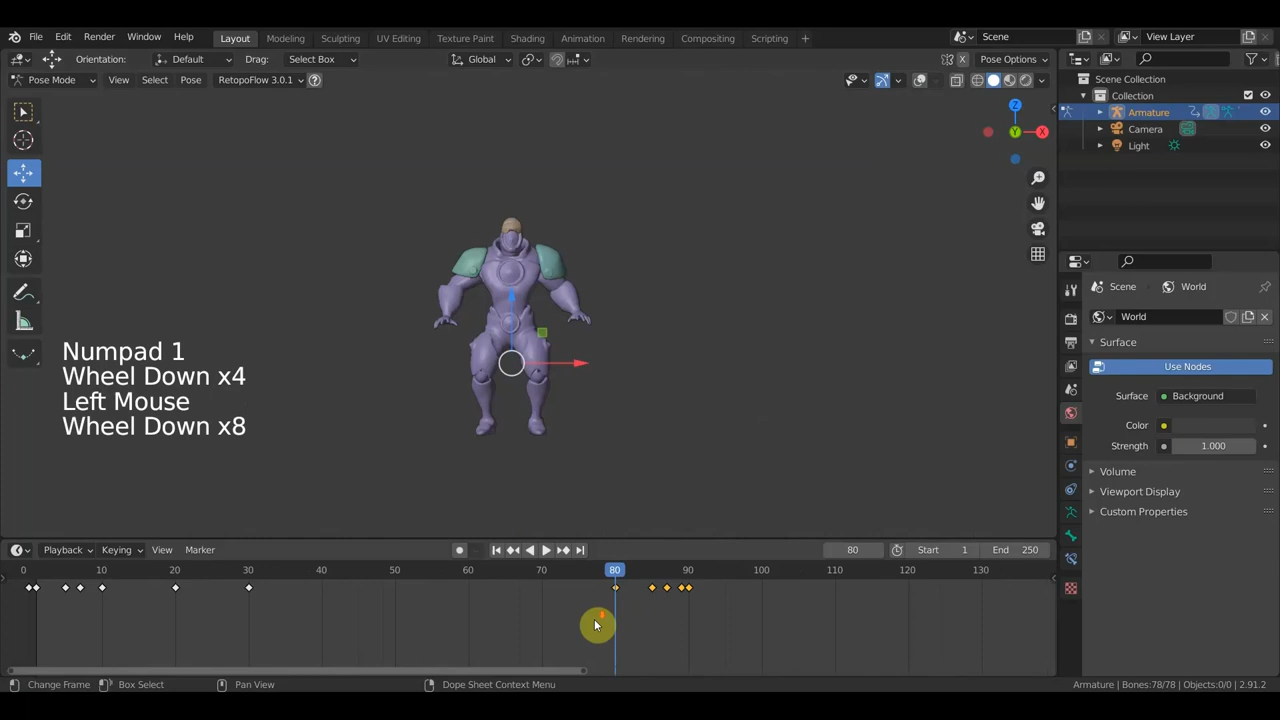 File Edit Render Window Help Layout Modeling Sculpting UV Editing Texture Paint Shading Animation Rendering Compositing Scripting + Scene View Layer
Orientation: Default Drag: Select Box Global X Pose Options
Pose Mode View Select Pose RetopoFlow 3.0.1 ?
Scene Collection
Collection
Armature
Camera
Light
Z
Y
X
Scene World
World
Surface
Use Nodes
Surface Background
Color
Strength 1.000
Volume
Viewport Display
Custom Properties
Numpad 1
Wheel Down x4
Left Mouse
Wheel Down x8
Playback Keying View Marker 80 Start 1 End 250
0 10 20 30 40 50 60 70 80 90 100 110 120 130
Change Frame Box Select Pan View Dope Sheet Context Menu Armature | Bones:78/78 | Objects:0/0 | 2.91.2